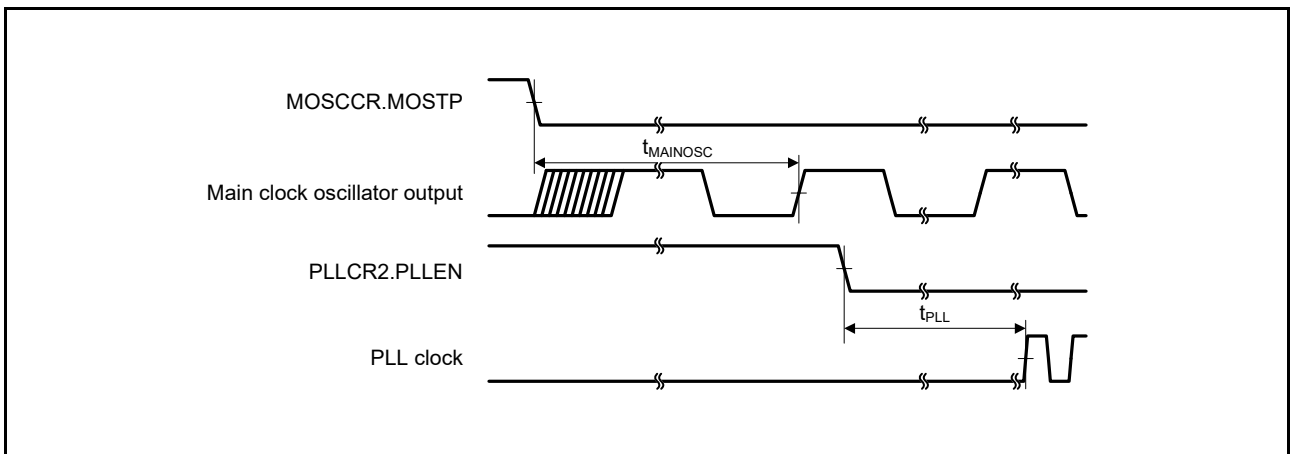 MOSCCR.MOSTP
tMAINOSC
Main clock oscillator output
PLLCR2.PLLEN
tPLL
PLL clock